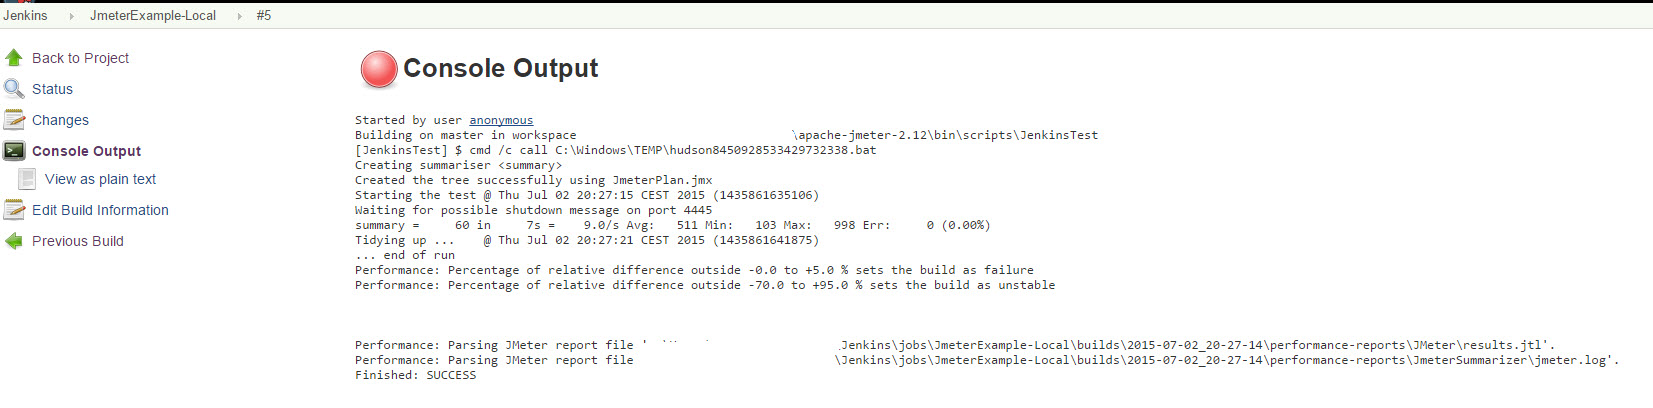 Jenkins JmeterExample-Local #5
Back to Project
Status
Changes
Console Output
View as plain text
Edit Build Information
Previous Build
Console Output
Started by user anonymous
Building on master in workspace \apache-jmeter-2.12\bin\scripts\JenkinsTest
[JenkinsTest] $ cmd /c call C:\Windows\TEMP\hudson8450928533429732338.bat
Creating summariser <summary>
Created the tree successfully using JmeterPlan.jmx
Starting the test @ Thu Jul 02 20:27:15 CEST 2015 (1435861635106)
Waiting for possible shutdown message on port 4445
summary =     60 in     7s =    9.0/s Avg:   511 Min:   103 Max:   998 Err:     0 (0.00%)
Tidying up ...    @ Thu Jul 02 20:27:21 CEST 2015 (1435861641875)
... end of run
Performance: Percentage of relative difference outside -0.0 to +5.0 % sets the build as failure
Performance: Percentage of relative difference outside -70.0 to +95.0 % sets the build as unstable
Performance: Parsing JMeter report file ' Jenkins\jobs\JmeterExample-Local\builds\2015-07-02_20-27-14\performance-reports\JMeter\results.jtl'.
Performance: Parsing JMeter report file \Jenkins\jobs\JmeterExample-Local\builds\2015-07-02_20-27-14\performance-reports\JmeterSummarizer\jmeter.log'.
Finished: SUCCESS